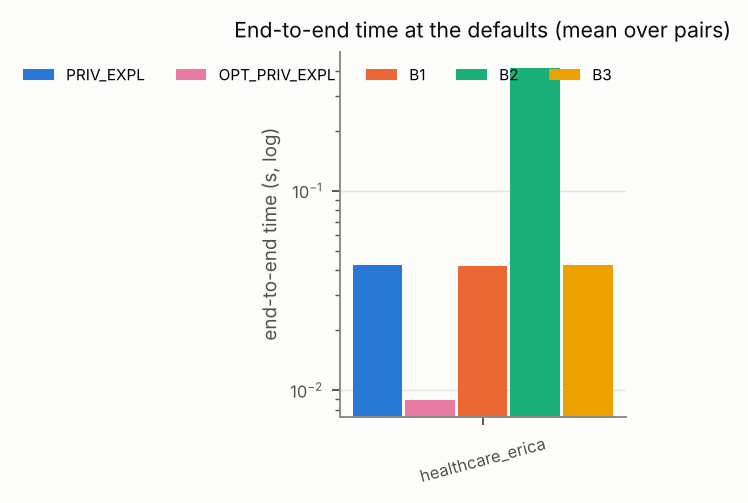 End-to-end time at the defaults (mean over pairs)
PRIV_EXPL OPT_PRIV_EXPL B1 B2 B3
end-to-end time (s, log)
10⁻¹
10⁻²
healthcare_erica